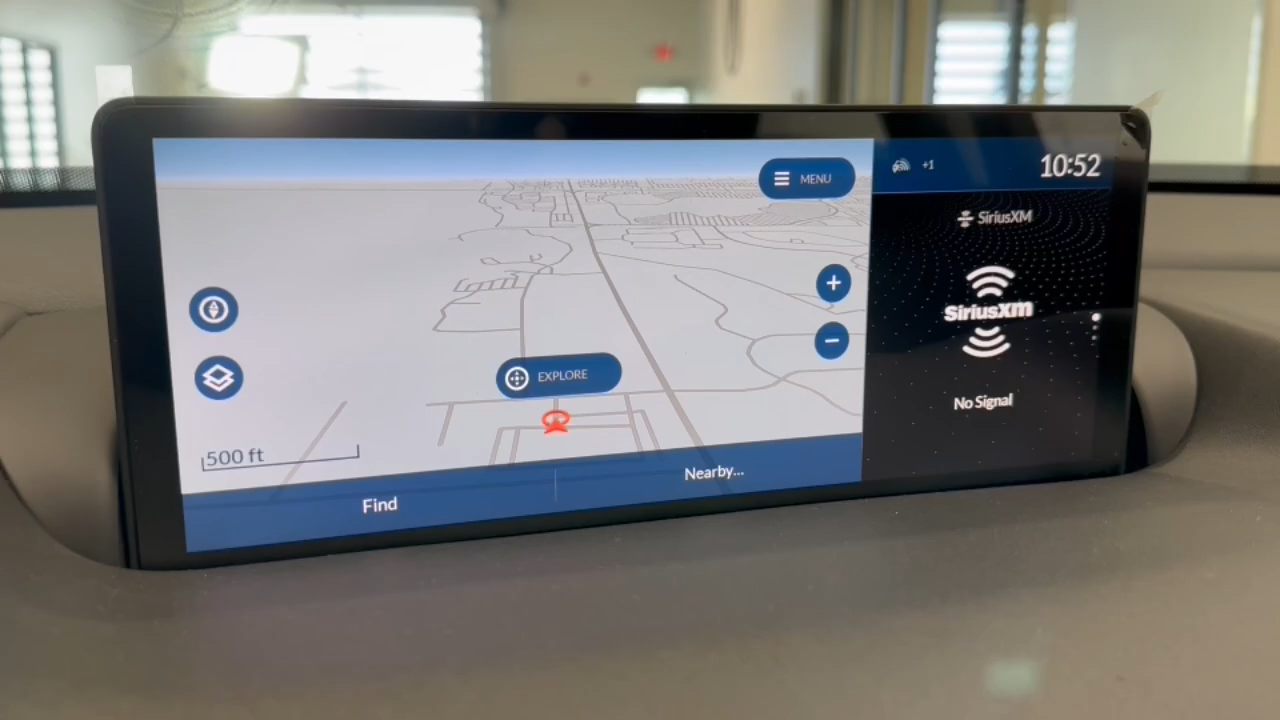 MENU
+1
10:52
SiriusXM
SiriusXM
No Signal
EXPLORE
500 ft
Find
Nearby...